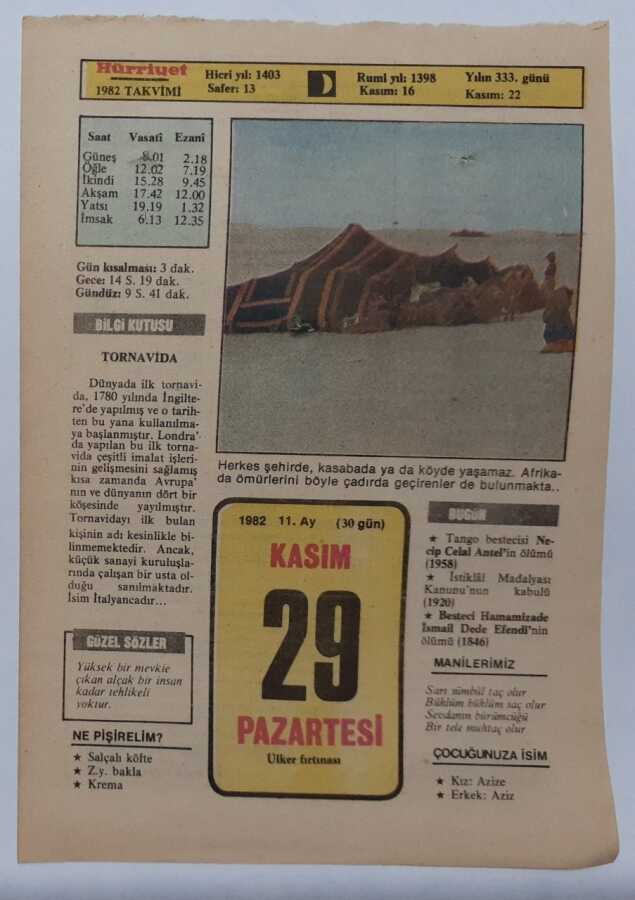 Hürriyet
1982 TAKVİMİ
Hicri yıl: 1403
Safer: 13
Rumi yıl: 1398
Kasım: 16
Yılın 333. günü
Kasım: 22
Saat Vasatî Ezanî
Güneş 8.01 2.18
Öğle 12.02 7.19
İkindi 15.28 9.45
Akşam 17.42 12.00
Yatsı 19.19 1.32
İmsak 6.13 12.35
Gün kısalması: 3 dak.
Gece: 14 S. 19 dak.
Gündüz: 9 S. 41 dak.
BİLGİ KUTUSU
TORNAVİDA
Dünyada ilk tornavi-
da, 1780 yılında İngilte-
re'de yapılmış ve o tarih-
ten bu yana kullanılma-
ya başlanmıştır. Londra'
da yapılan bu ilk torna-
vida çeşitli imalat işleri-
nin gelişmesini sağlamış
kısa zamanda Avrupa'
nın ve dünyanın dört bir
köşesinde yayılmıştır.
Tornavidayı ilk bulan
kişinin adı kesinlikle bi-
linmemektedir. Ancak,
küçük sanayi kuruluşla-
rında çalışan bir usta ol-
duğu sanılmaktadır.
İsim İtalyancadır...
GÜZEL SÖZLER
Yüksek bir mevkie
çıkan alçak bir insan
kadar tehlikeli
yoktur.
NE PİŞİRELİM?
★ Salçalı köfte
★ Z.y. bakla
★ Krema
Herkes şehirde, kasabada ya da köyde yaşamaz. Afrika-
da ömürlerini böyle çadırda geçirenler de bulunmakta..
1982 11. Ay (30 gün)
KASIM
29
PAZARTESİ
Ülker fırtınası
BUGÜN
★ Tango bestecisi Ne-
cip Celal Antel'in ölümü
(1958)
★ İstiklâl Madalyası
Kanunu'nun kabulü
(1920)
★ Besteci Hamamizade
İsmail Dede Efendi'nin
ölümü (1846)
MANİLERİMİZ
Sarı sümbül taç olur
Büklüm büklüm saç olur
Sevdanın bürümcüğü
Bir tele muhtaç olur
ÇOCUĞUNUZA İSİM
★ Kız: Azize
★ Erkek: Aziz